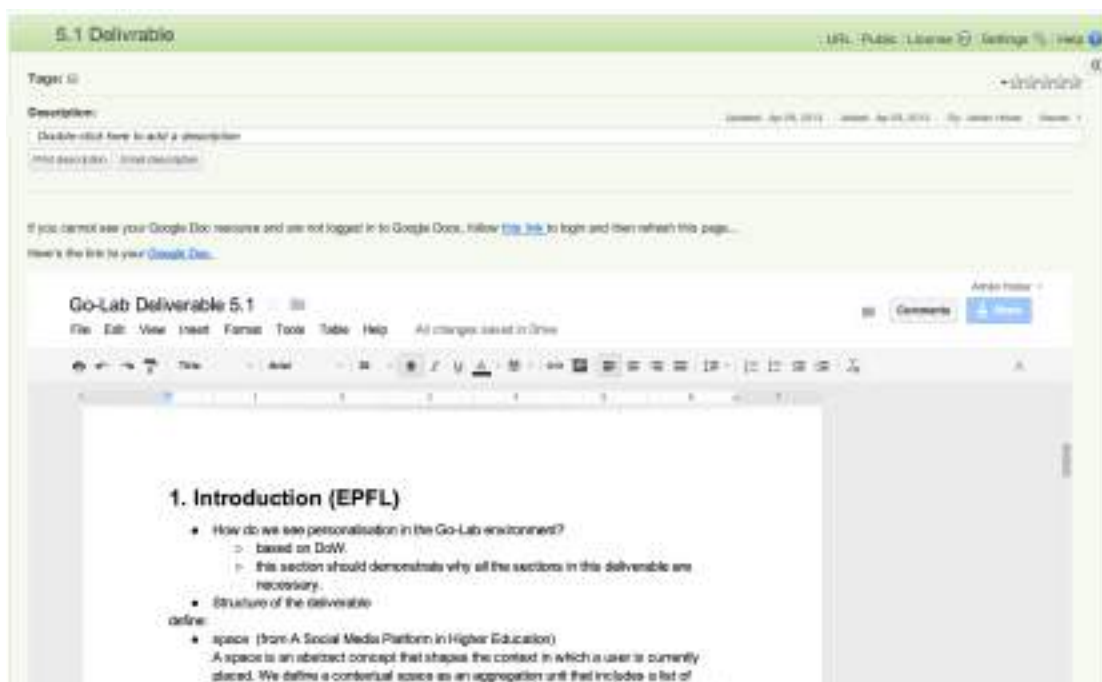 5.1 Delivrable
URL Public License Settings Help
Tags:
Description:
Double click here to add a description
Print description Email description
If you cannot see your Google Doc resource and are not logged in to Google Docs, follow this link to login and then refresh this page...
Here's the link to your Google Doc.
Go-Lab Deliverable 5.1
File Edit View Insert Format Tools Table Help All changes saved in Drive
Comments Share
Title Arial
1. Introduction (EPFL)
● How do we see personalisation in the Go-Lab environment?
○ based on DoW.
○ this section should demonstrate why all the sections in this deliverable are
necessary.
● Structure of the deliverable
define:
● space (from A Social Media Platform in Higher Education)
A space is an abstract concept that shapes the context in which a user is currently
placed. We define a contextual space as an aggregation unit that includes a list of